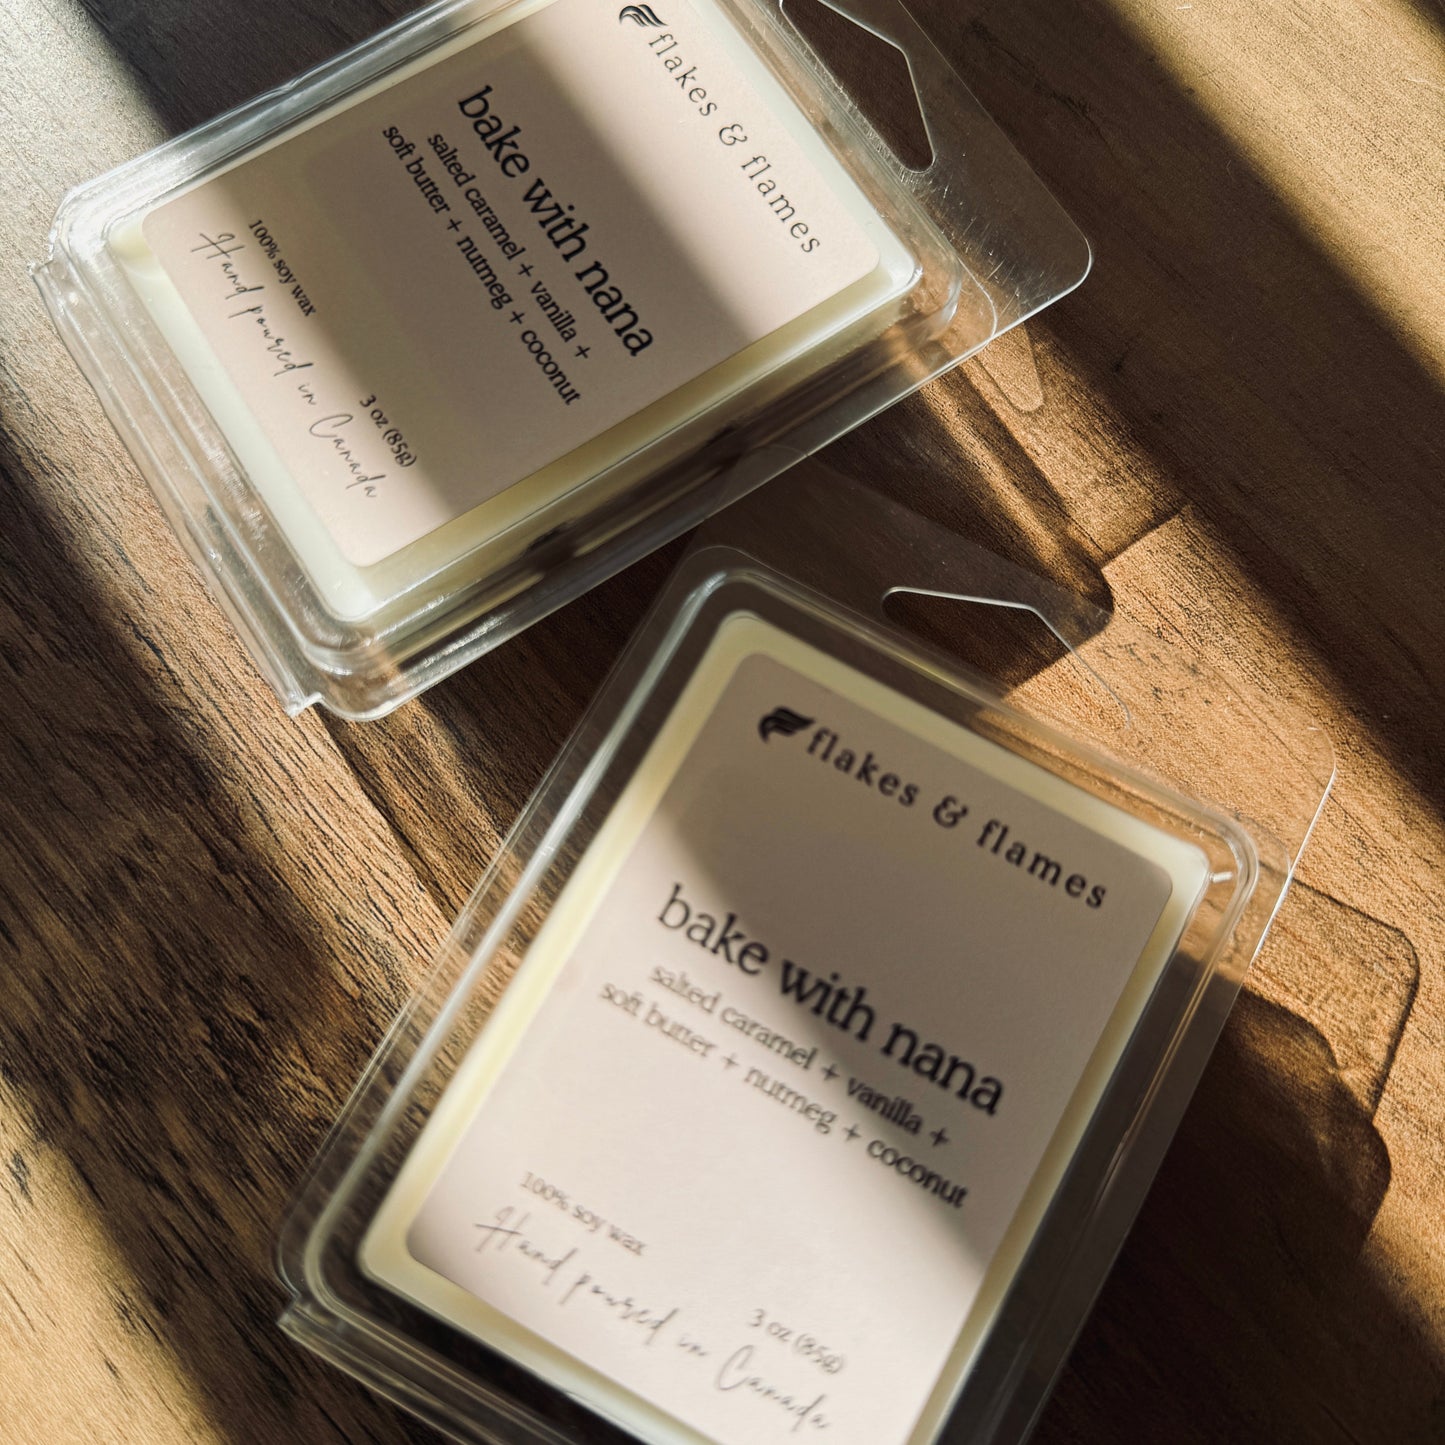 flakes & flames
bake with nana
salted caramel + vanilla +
soft butter + nutmeg + coconut
100% soy wax
3 oz (85g)
Hand poured in Canada
flakes & flames
bake with nana
salted caramel + vanilla +
soft butter + nutmeg + coconut
100% soy wax
3 oz (85g)
Hand poured in Canada